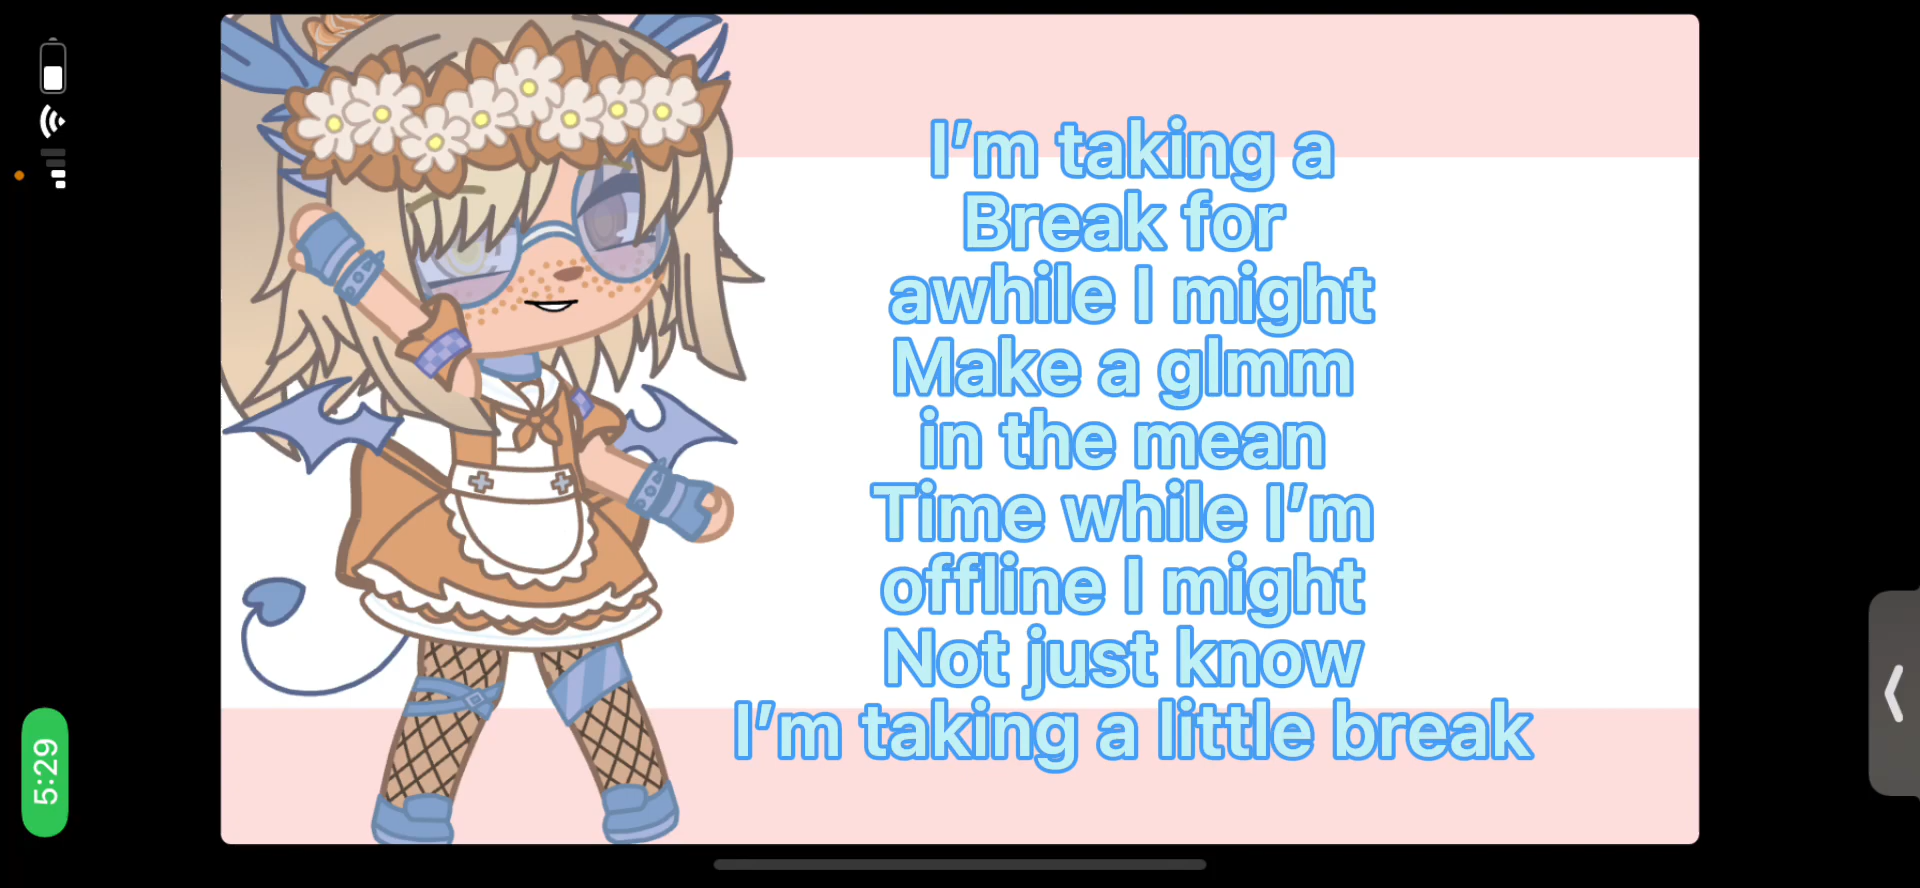 I’m taking a
Break for
awhile I might
Make a glmm
in the mean
Time while I’m
offline I might
Not just know
I’m taking a little break
5:29